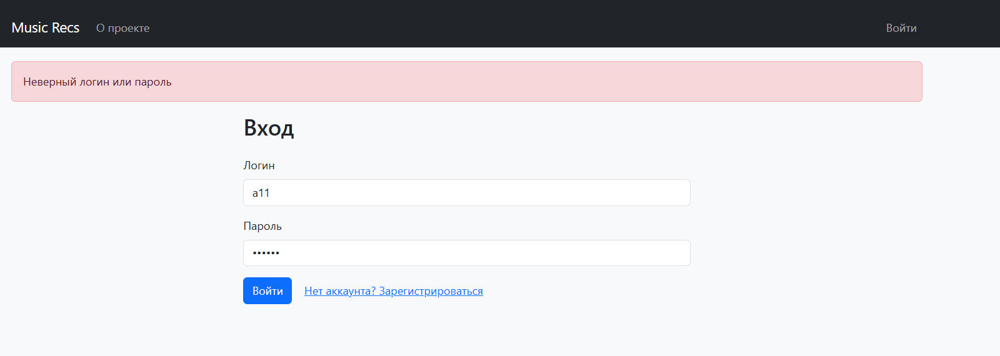 Music Recs О проекте Войти
Неверный логин или пароль
Вход
Логин
a11
Пароль
••••••
Войти Нет аккаунта? Зарегистрироваться